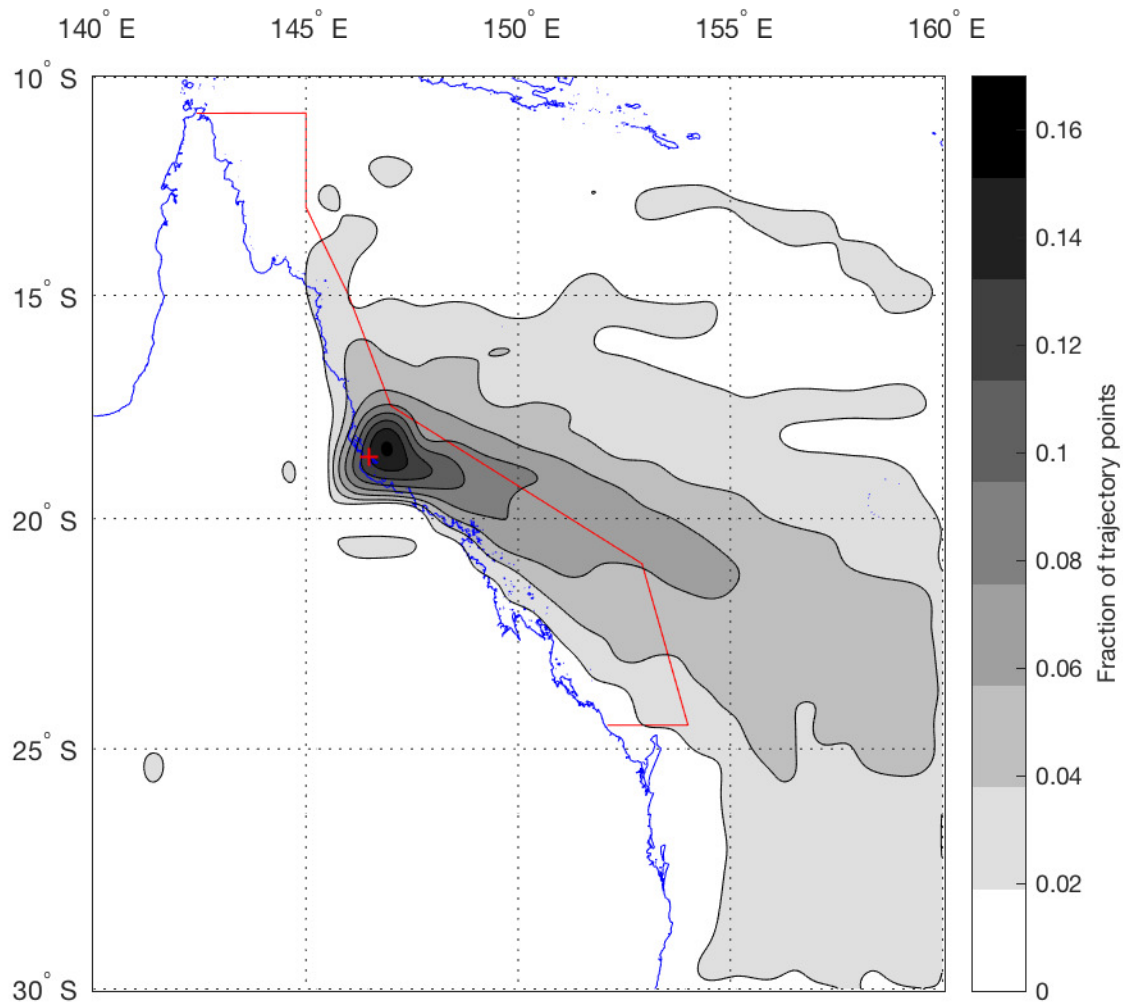 140° E 145° E 150° E 155° E 160° E
10° S
15° S
20° S
25° S
30° S
0.16
0.14
0.12
0.1
0.08
0.06
0.04
0.02
0
Fraction of trajectory points